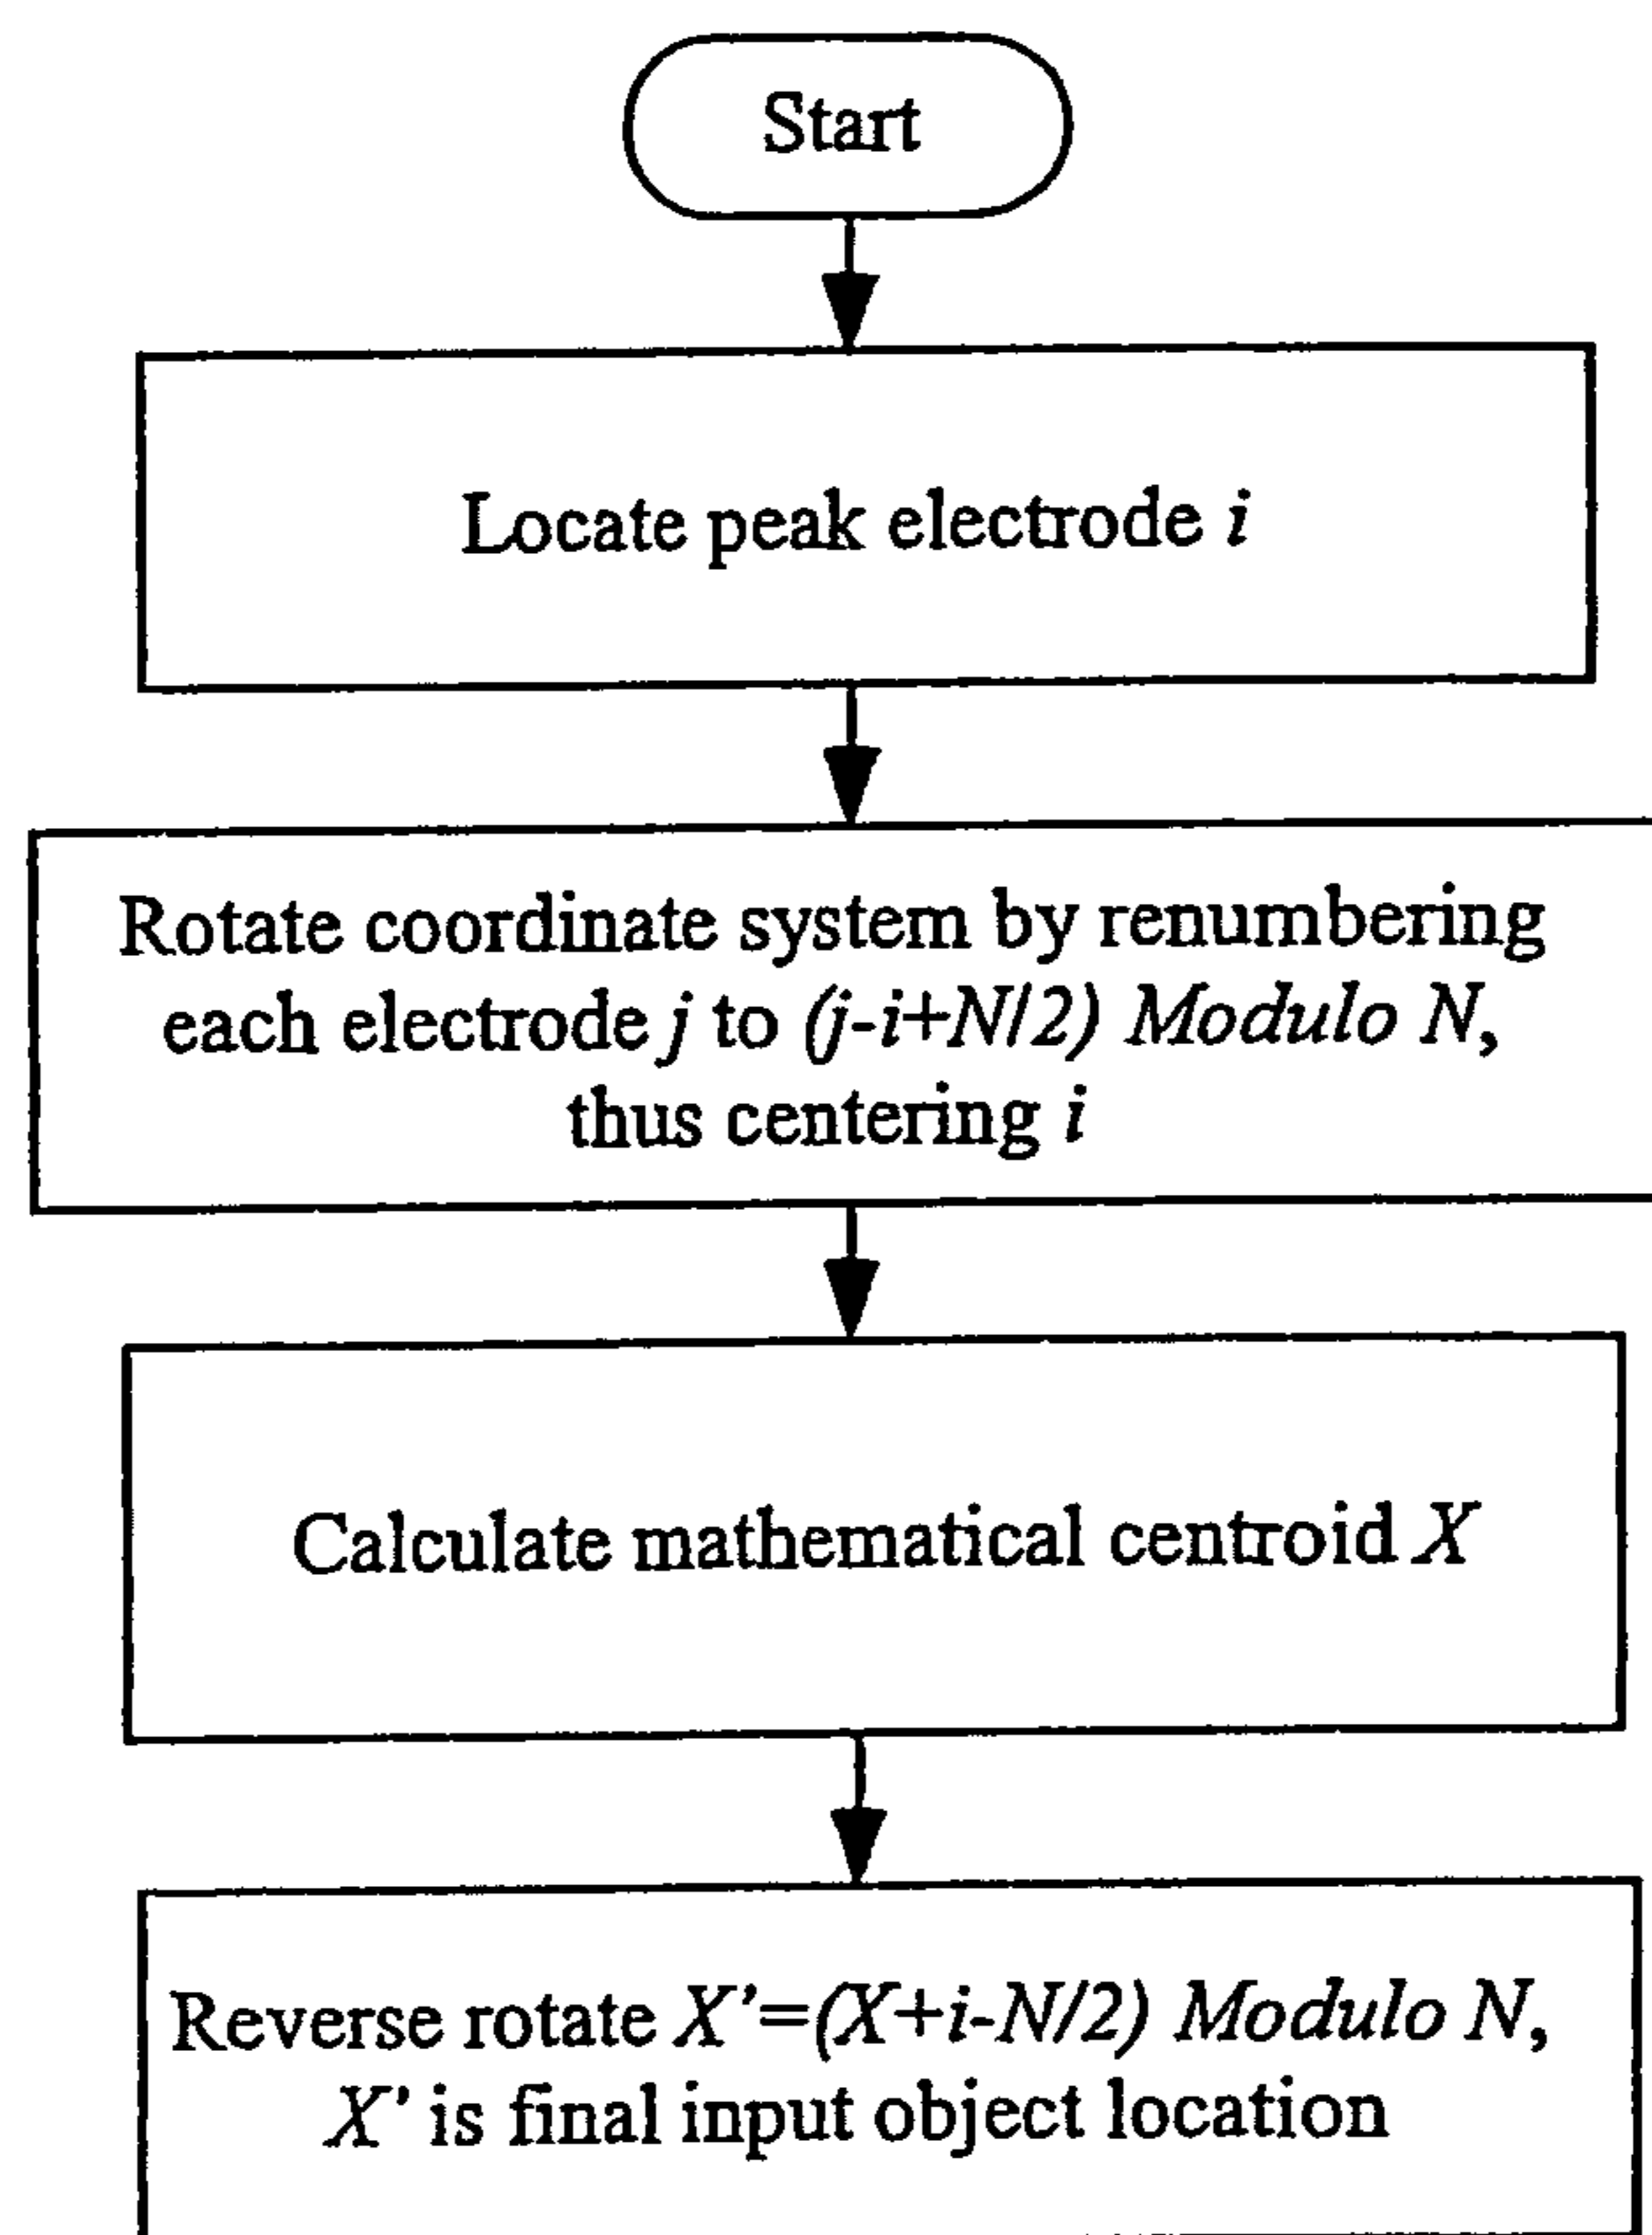 Start
Locate peak electrode i
Rotate coordinate system by renumbering
each electrode j to (j-i+N/2) Modulo N,
thus centering i
Calculate mathematical centroid X
Reverse rotate X'=(X+i-N/2) Modulo N,
X' is final input object location